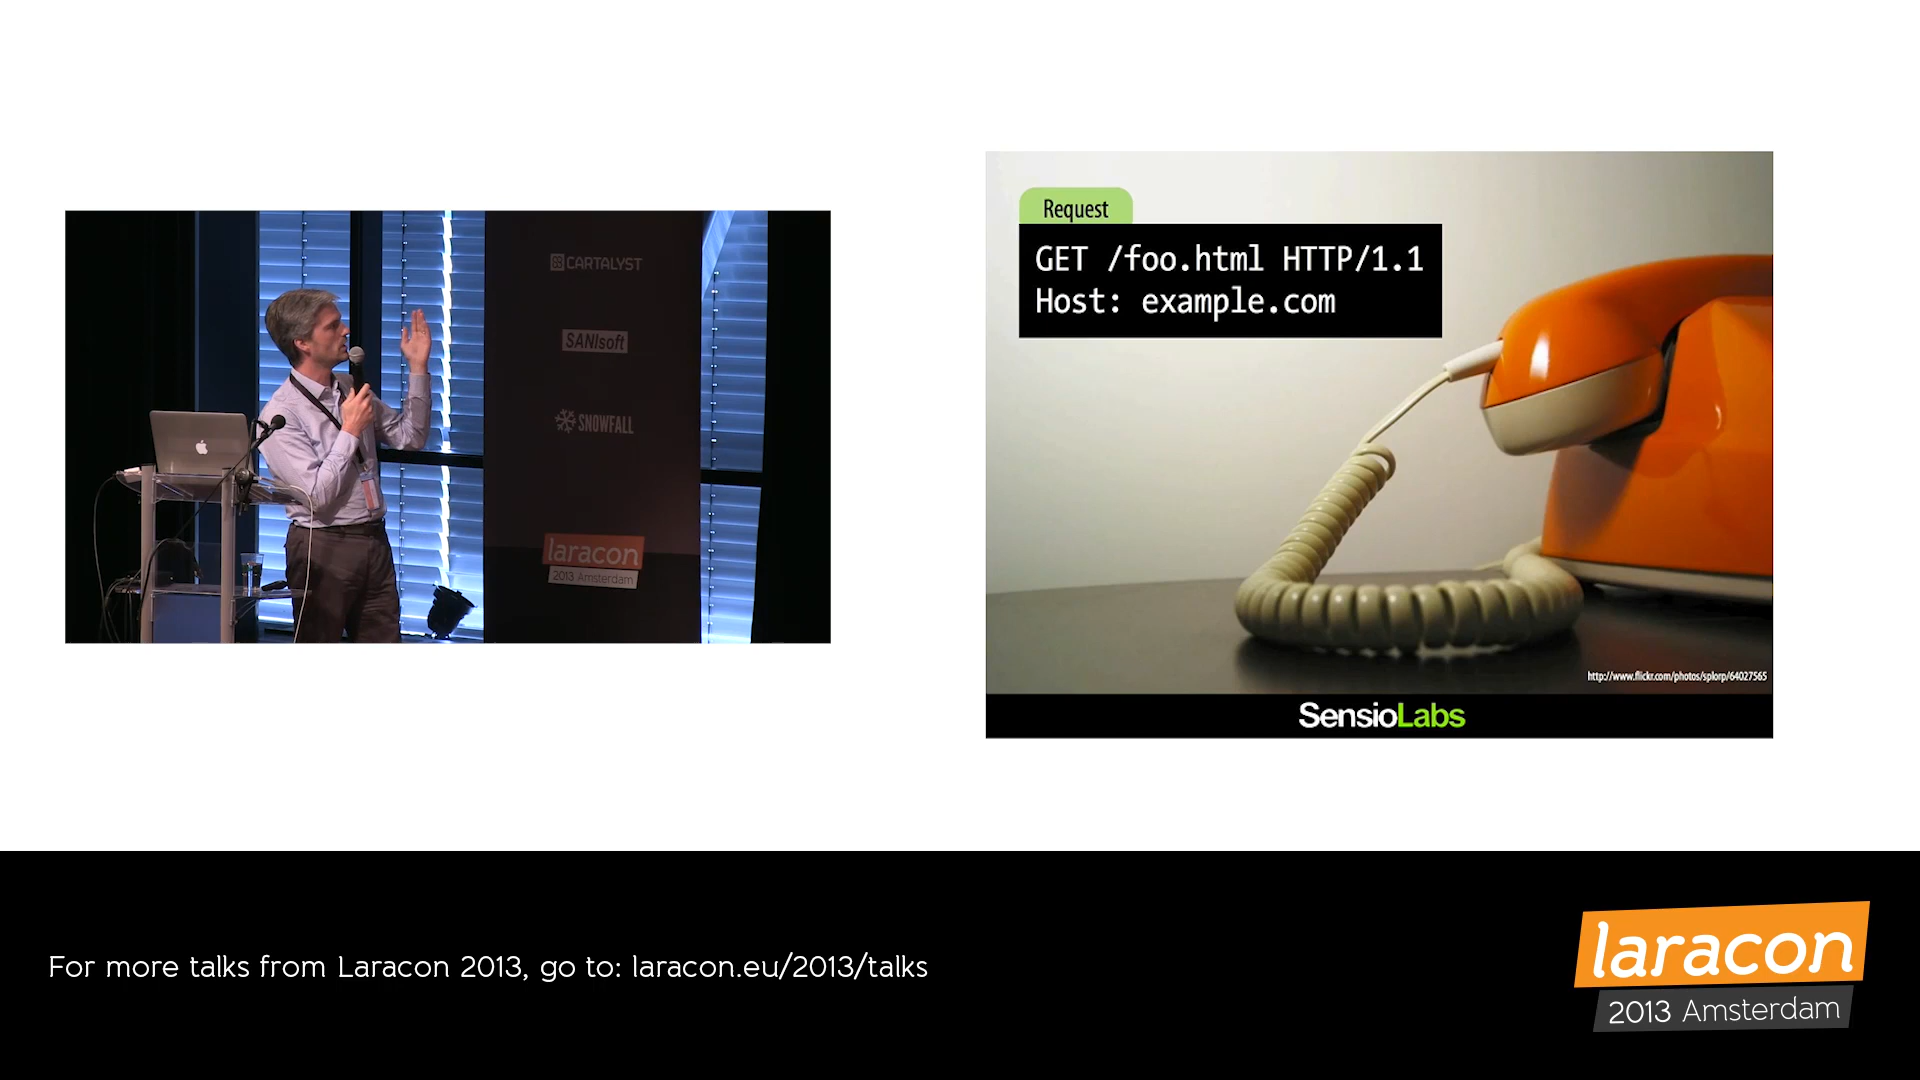 CARTALYST
SANIsoft
SNOWFALL
laracon
2013 Amsterdam
Request
GET /foo.html HTTP/1.1
Host: example.com
http://www.flickr.com/photos/splorp/64027565
SensioLabs
For more talks from Laracon 2013, go to: laracon.eu/2013/talks
laracon
2013 Amsterdam